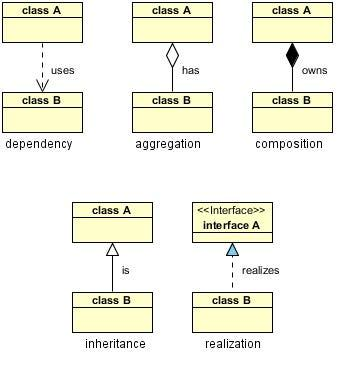 class A
class A
class A
uses
has
owns
class B
class B
class B
dependency
aggregation
composition
class A
<<Interface>>
interface A
is
realizes
class B
class B
inheritance
realization